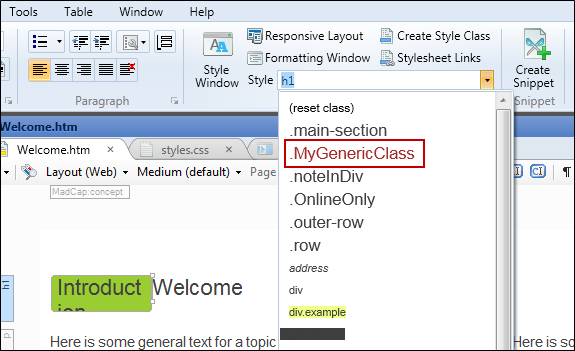 Tools Table Window Help
Responsive Layout Create Style Class
Formatting Window Stylesheet Links
Style Window
Style h1
Create Snippet
Paragraph
Snippet
Welcome.htm
Welcome.htm styles.css
Layout (Web) Medium (default) Page
MadCap:concept
(reset class)
.main-section
.MyGenericClass
.noteInDiv
.OnlineOnly
.outer-row
.row
address
div
div.example
Introduct Welcome
ion
Here is some general text for a topic
Here is so